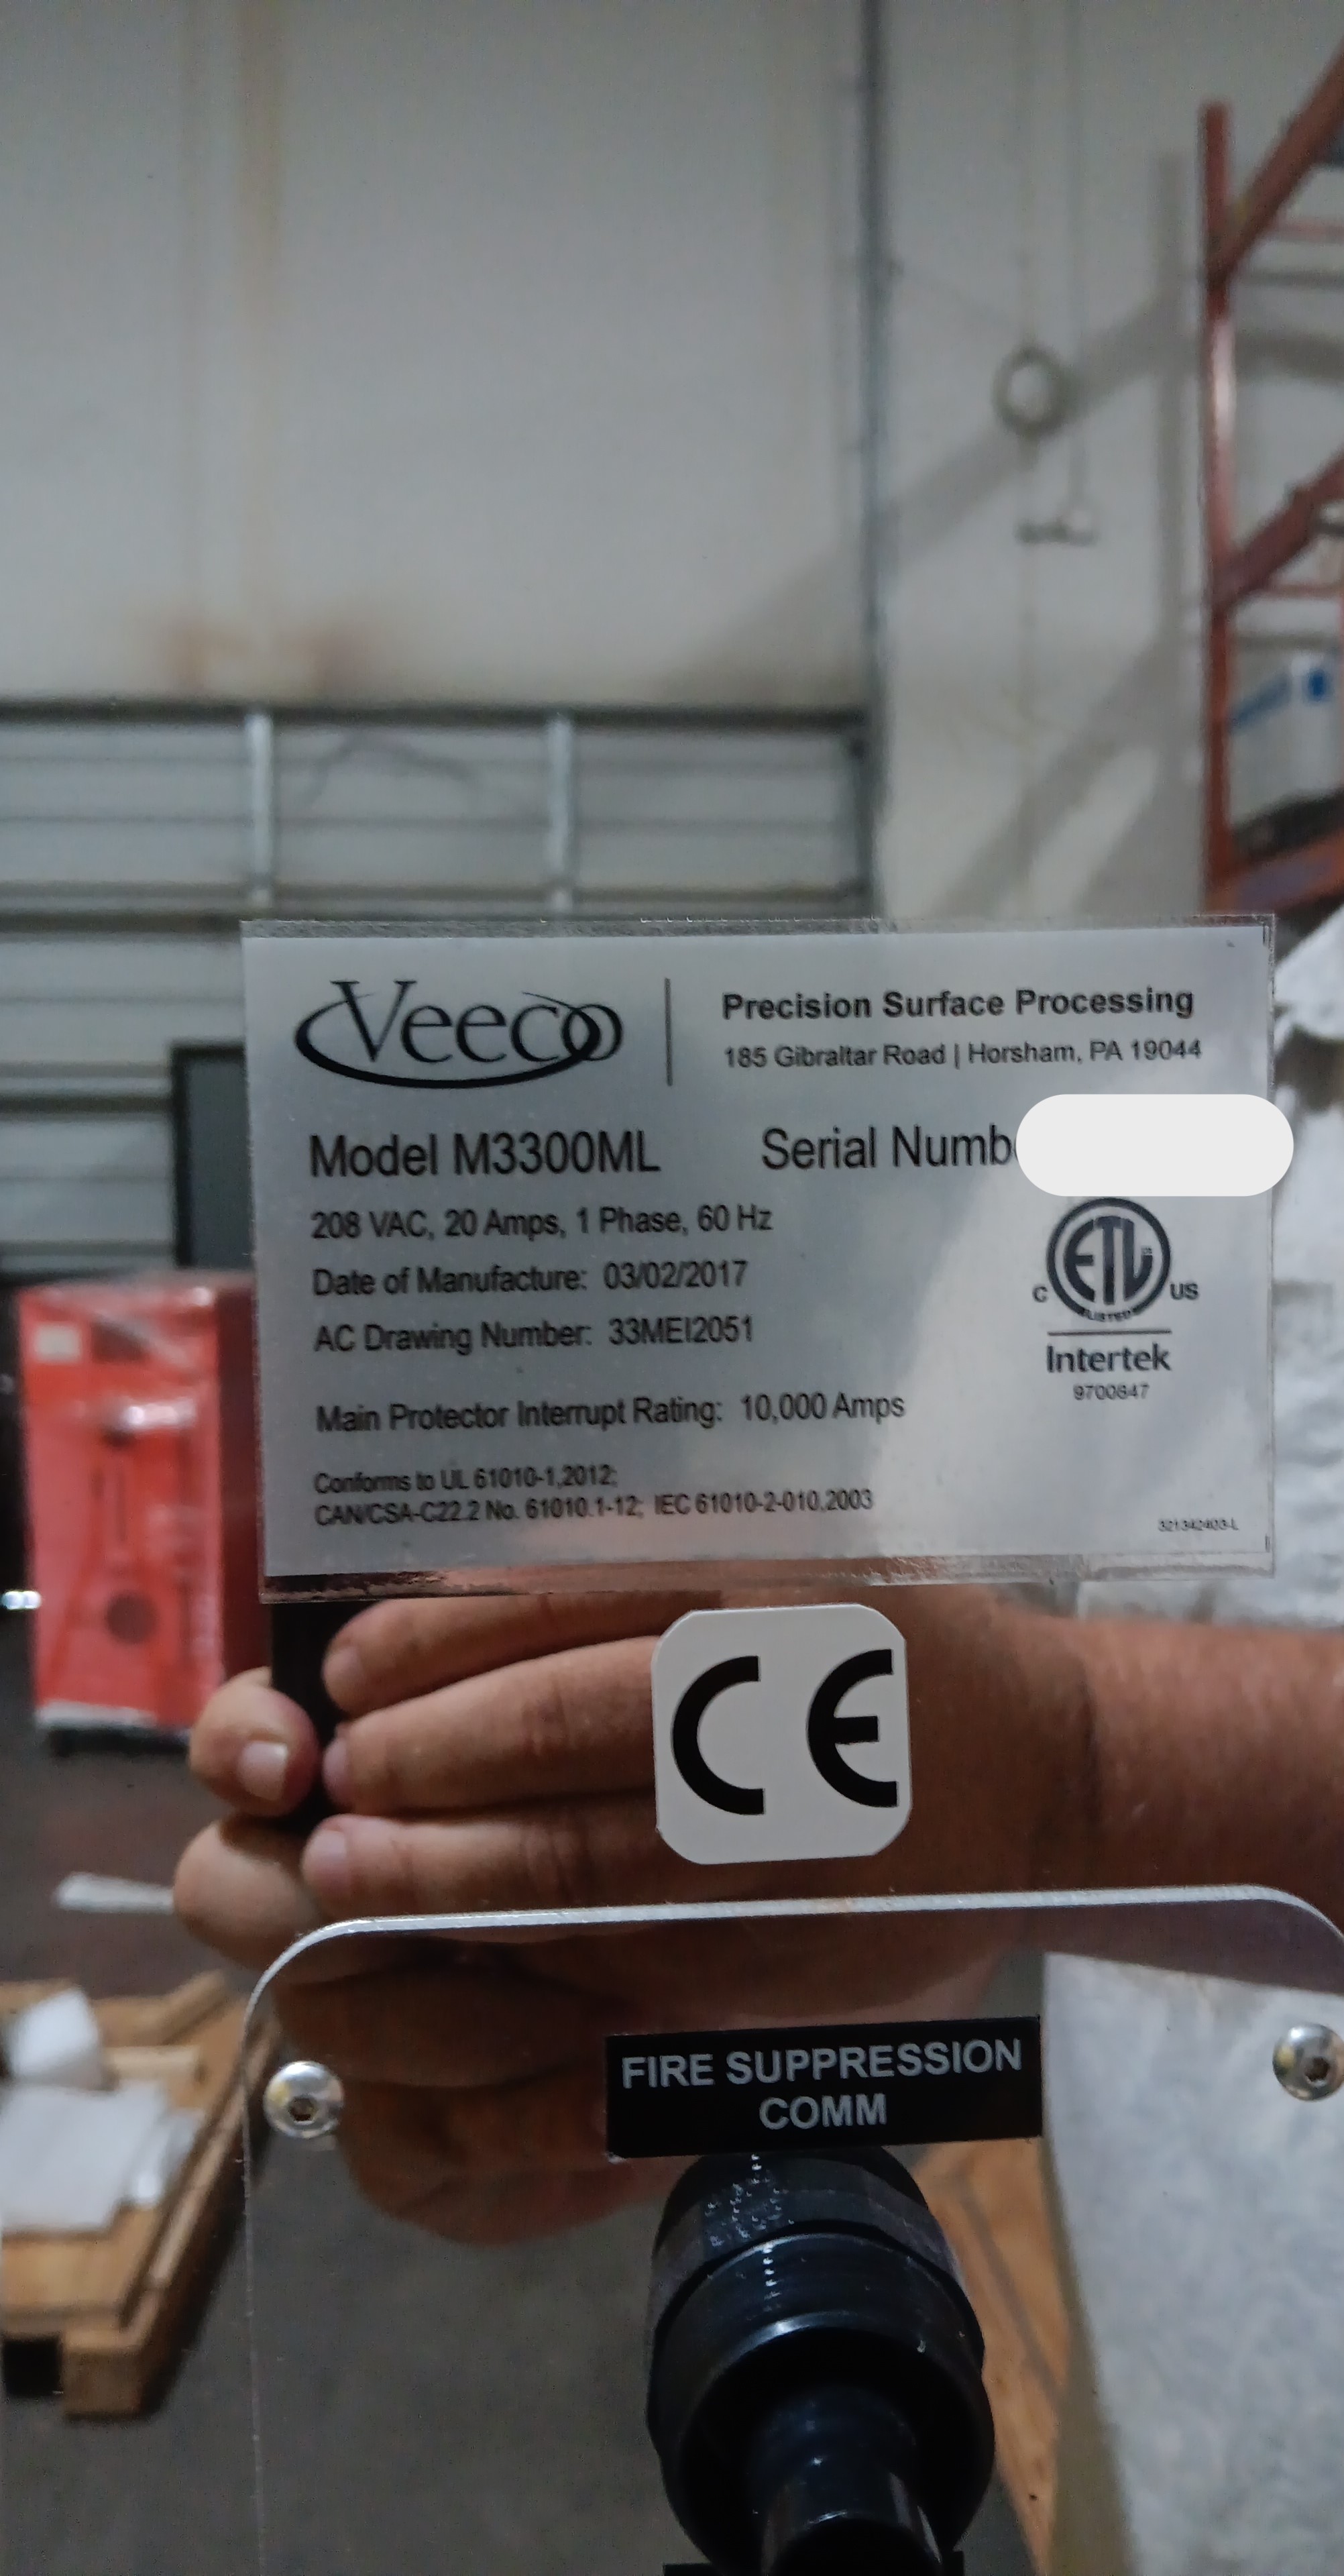 Veeco
Precision Surface Processing
185 Gibraltar Road | Horsham, PA 19044
Model M3300ML Serial Numb
208 VAC, 20 Amps, 1 Phase, 60 Hz
Date of Manufacture: 03/02/2017
AC Drawing Number: 33MEI2051
Main Protector Interrupt Rating: 10,000 Amps
Conforms to UL 61010-1,2012;
CAN/CSA-C22.2 No. 61010.1-12; IEC 61010-2-010,2003
ETL
LISTED
C US
Intertek
9700847
321342403-L
CE
FIRE SUPPRESSION
COMM